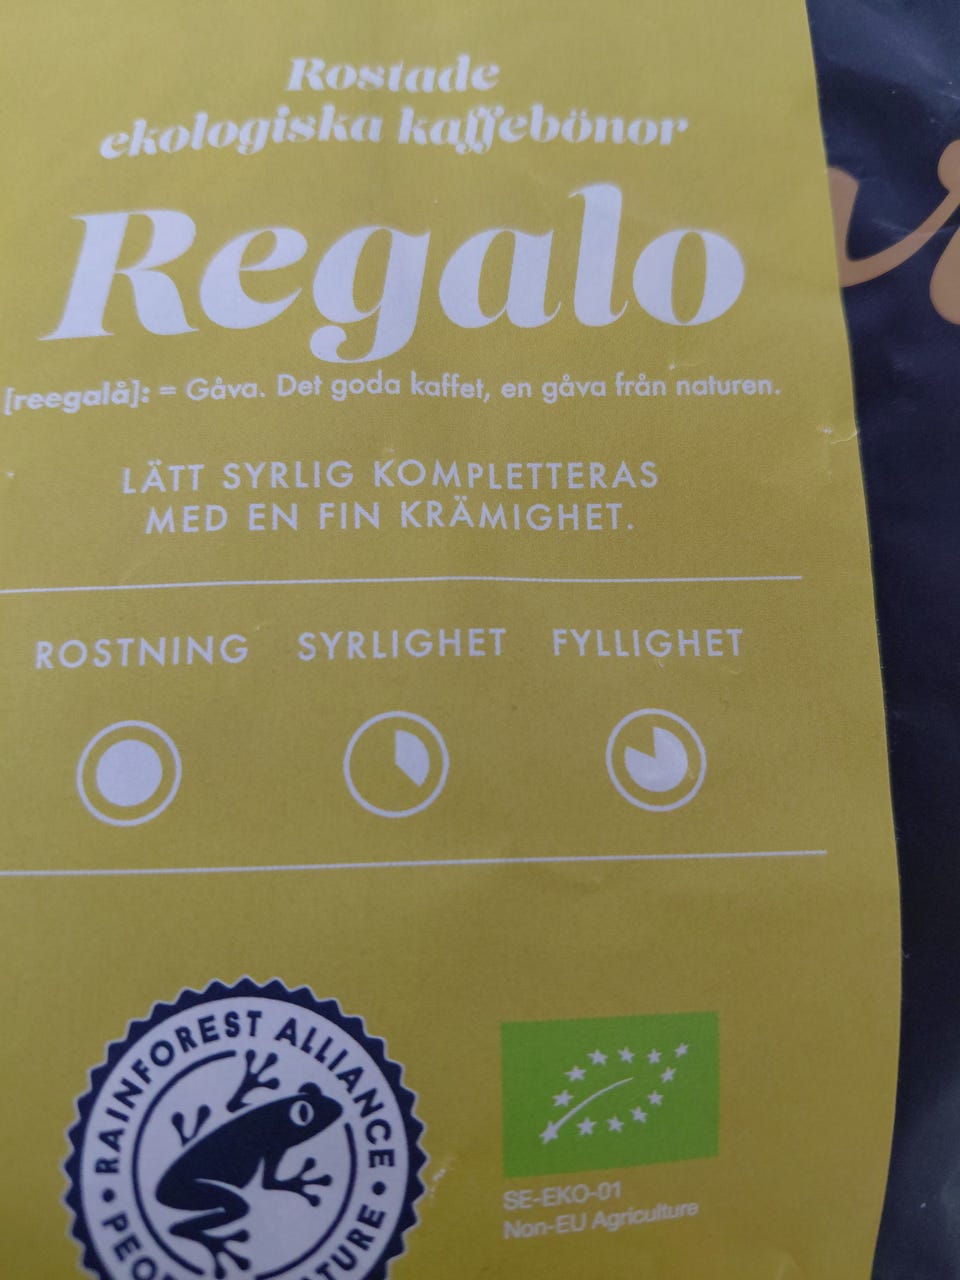 Rostade
ekologiska kaffebönor
Regalo
[reegalå]: = Gåva. Det goda kaffet, en gåva från naturen.
LÄTT SYRLIG KOMPLETTERAS
MED EN FIN KRÄMIGHET.
ROSTNING SYRLIGHET FYLLIGHET
RAINFOREST ALLIANCE
SE-EKO-01
Non-EU Agriculture